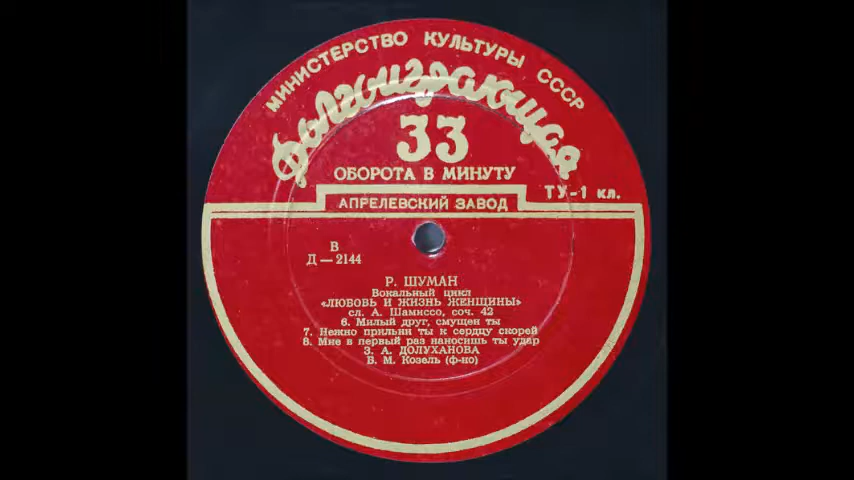 МИНИСТЕРСТВО КУЛЬТУРЫ СССР
Долгоиграющая
33
ОБОРОТА В МИНУТУ
ТУ-1 кл.
АПРЕЛЕВСКИЙ ЗАВОД
В
Д — 2144
Р. ШУМАН
Вокальный цикл
«ЛЮБОВЬ И ЖИЗНЬ ЖЕНЩИНЫ»
сл. А. Шамиссо, соч. 42
6. Милый друг, смущен ты
7. Нежно прильни ты к сердцу скорей
8. Мне в первый раз наносишь ты удар
З. А. ДОЛУХАНОВА
Б. М. Козель (ф-но)